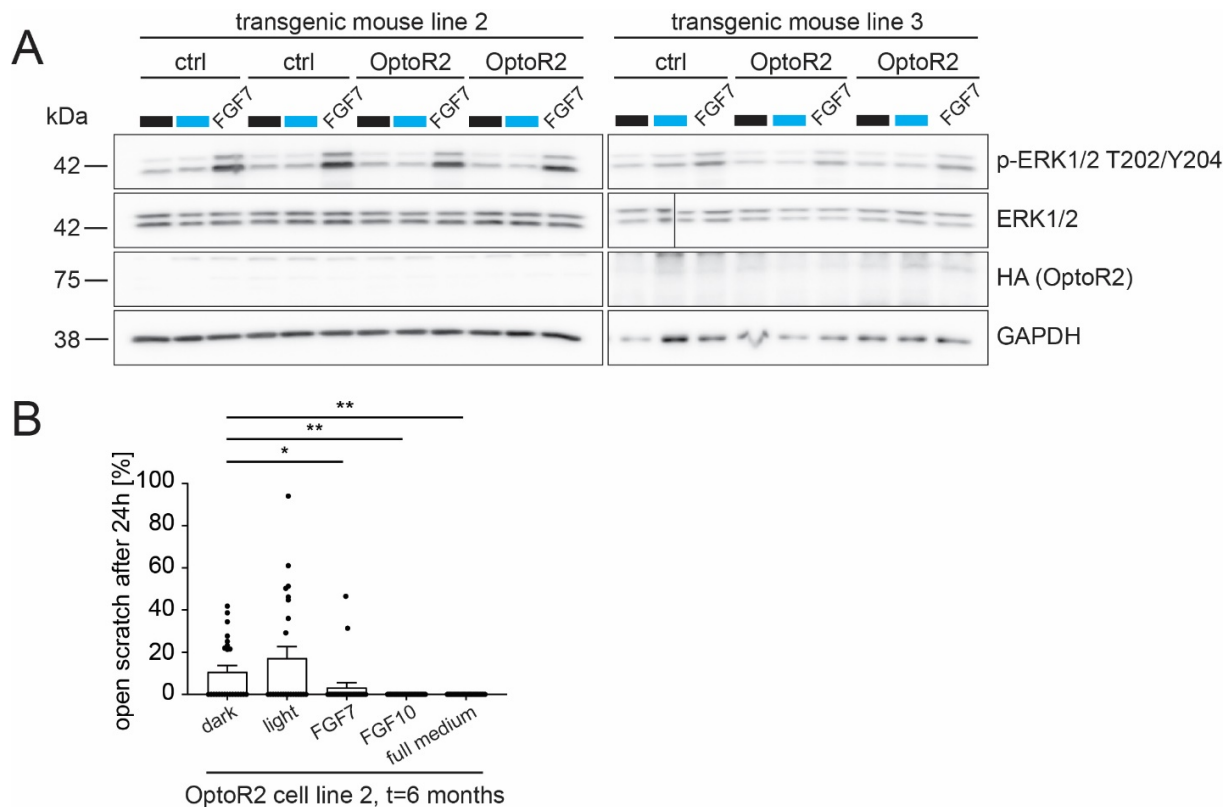 A
transgenic mouse line 2
transgenic mouse line 3
ctrl ctrl OptoR2 OptoR2
ctrl OptoR2 OptoR2
kDa
FGF7 FGF7 FGF7 FGF7
FGF7 FGF7 FGF7
42
p-ERK1/2 T202/Y204
42
ERK1/2
75
HA (OptoR2)
38
GAPDH
B
**
**
*
open scratch after 24h [%]
100
80
60
40
20
0
dark light FGF7 FGF10 full medium
OptoR2 cell line 2, t=6 months